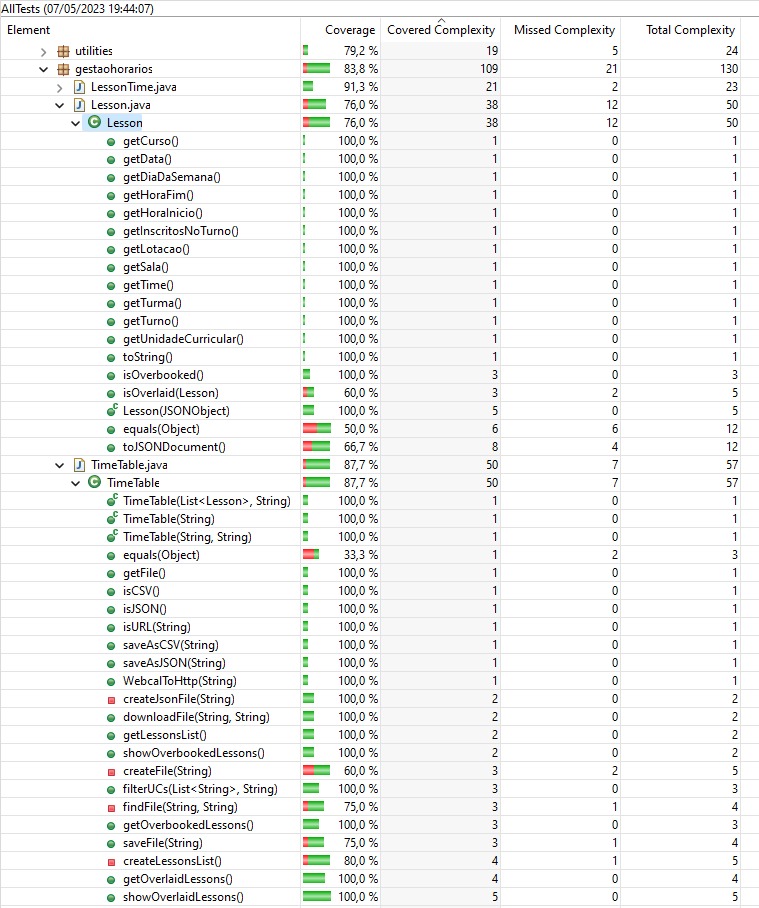 AllTests (07/05/2023 19:44:07)
Element Coverage Covered Complexity Missed Complexity Total Complexity
utilities 79,2 % 19 5 24
gestaohorarios 83,8 % 109 21 130
LessonTime.java 91,3 % 21 2 23
Lesson.java 76,0 % 38 12 50
Lesson 76,0 % 38 12 50
getCurso() 100,0 % 1 0 1
getData() 100,0 % 1 0 1
getDiaDaSemana() 100,0 % 1 0 1
getHoraFim() 100,0 % 1 0 1
getHoraInicio() 100,0 % 1 0 1
getInscritosNoTurno() 100,0 % 1 0 1
getLotacao() 100,0 % 1 0 1
getSala() 100,0 % 1 0 1
getTime() 100,0 % 1 0 1
getTurma() 100,0 % 1 0 1
getTurno() 100,0 % 1 0 1
getUnidadeCurricular() 100,0 % 1 0 1
toString() 100,0 % 1 0 1
isOverbooked() 100,0 % 3 0 3
isOverlaid(Lesson) 60,0 % 3 2 5
Lesson(JSONObject) 100,0 % 5 0 5
equals(Object) 50,0 % 6 6 12
toJSONDocument() 66,7 % 8 4 12
TimeTable.java 87,7 % 50 7 57
TimeTable 87,7 % 50 7 57
TimeTable(List<Lesson>, String) 100,0 % 1 0 1
TimeTable(String) 100,0 % 1 0 1
TimeTable(String, String) 100,0 % 1 0 1
equals(Object) 33,3 % 1 2 3
getFile() 100,0 % 1 0 1
isCSV() 100,0 % 1 0 1
isJSON() 100,0 % 1 0 1
isURL(String) 100,0 % 1 0 1
saveAsCSV(String) 100,0 % 1 0 1
saveAsJSON(String) 100,0 % 1 0 1
WebcalToHttp(String) 100,0 % 1 0 1
createJsonFile(String) 100,0 % 2 0 2
downloadFile(String, String) 100,0 % 2 0 2
getLessonsList() 100,0 % 2 0 2
showOverbookedLessons() 100,0 % 2 0 2
createFile(String) 60,0 % 3 2 5
filterUCs(List<String>, String) 100,0 % 3 0 3
findFile(String, String) 75,0 % 3 1 4
getOverbookedLessons() 100,0 % 3 0 3
saveFile(String) 75,0 % 3 1 4
createLessonsList() 80,0 % 4 1 5
getOverlaidLessons() 100,0 % 4 0 4
showOverlaidLessons() 100,0 % 5 0 5